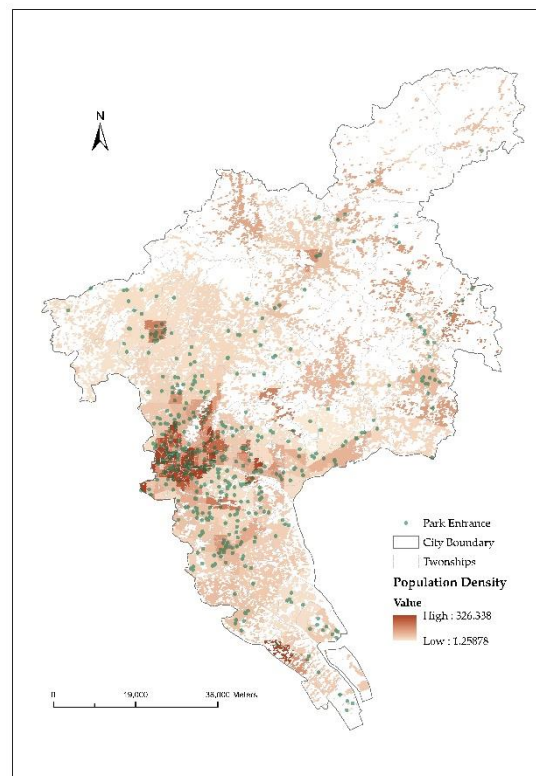 N
Park Entrance
City Boundary
Twonships
Population Density
Value
High : 326.338
Low : 1.25878
0 19,000 38,000 Meters